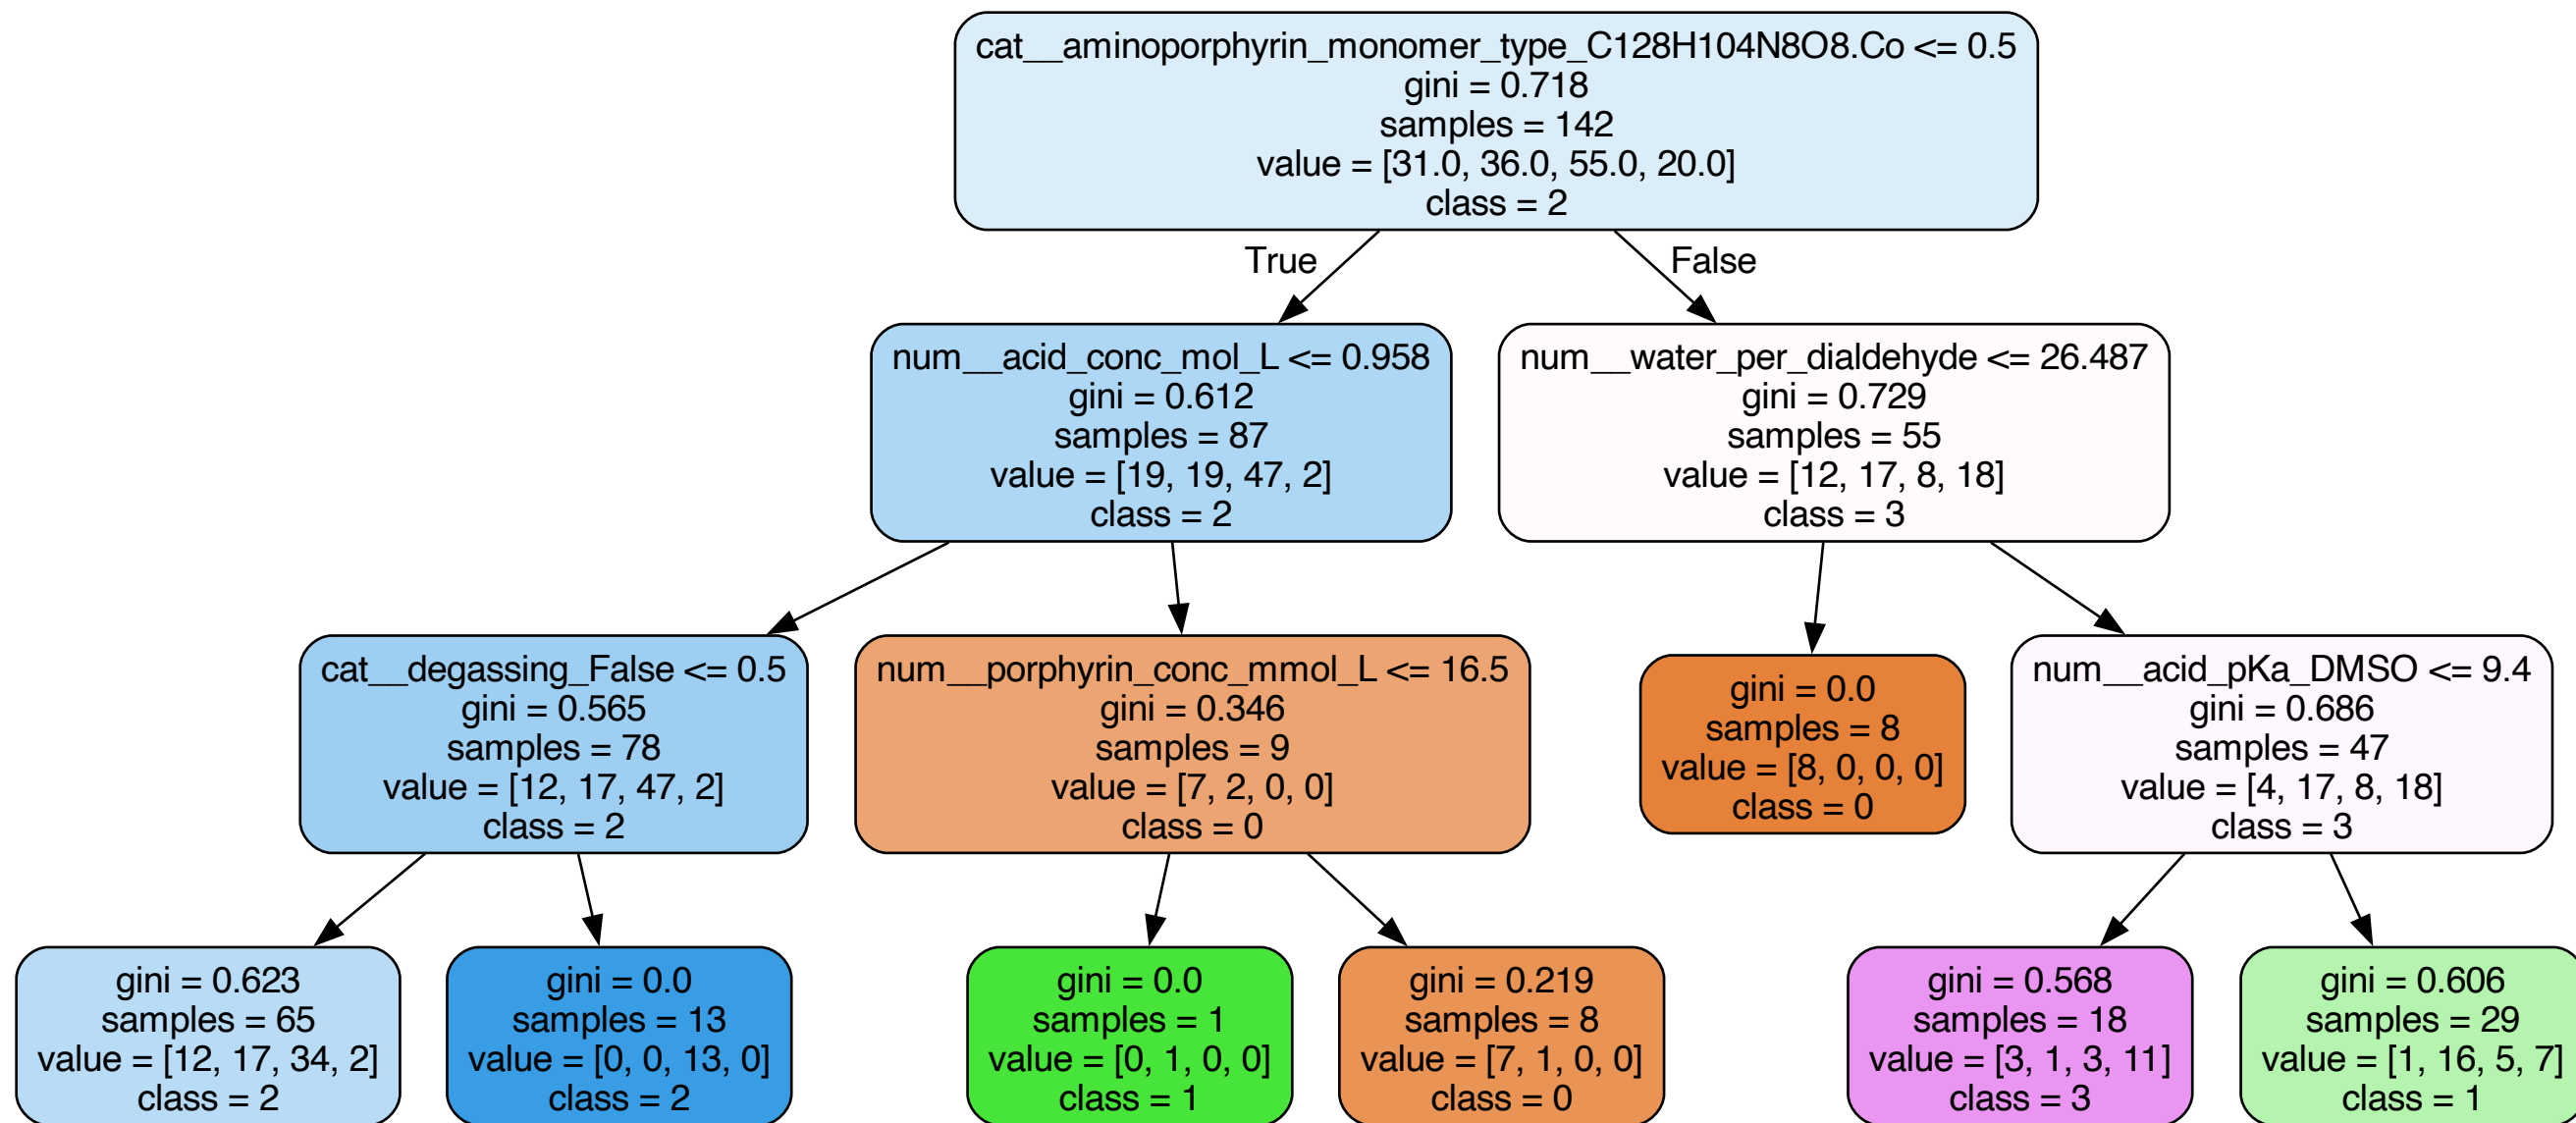 cat__aminoporphyrin_monomer_type_C128H104N8O8.Co <= 0.5
gini = 0.718
samples = 142
value = [31.0, 36.0, 55.0, 20.0]
class = 2
True
False
num__acid_conc_mol_L <= 0.958
gini = 0.612
samples = 87
value = [19, 19, 47, 2]
class = 2
num__water_per_dialdehyde <= 26.487
gini = 0.729
samples = 55
value = [12, 17, 8, 18]
class = 3
cat__degassing_False <= 0.5
gini = 0.565
samples = 78
value = [12, 17, 47, 2]
class = 2
num__porphyrin_conc_mmol_L <= 16.5
gini = 0.346
samples = 9
value = [7, 2, 0, 0]
class = 0
gini = 0.0
samples = 8
value = [8, 0, 0, 0]
class = 0
num__acid_pKa_DMSO <= 9.4
gini = 0.686
samples = 47
value = [4, 17, 8, 18]
class = 3
gini = 0.623
samples = 65
value = [12, 17, 34, 2]
class = 2
gini = 0.0
samples = 13
value = [0, 0, 13, 0]
class = 2
gini = 0.0
samples = 1
value = [0, 1, 0, 0]
class = 1
gini = 0.219
samples = 8
value = [7, 1, 0, 0]
class = 0
gini = 0.568
samples = 18
value = [3, 1, 3, 11]
class = 3
gini = 0.606
samples = 29
value = [1, 16, 5, 7]
class = 1